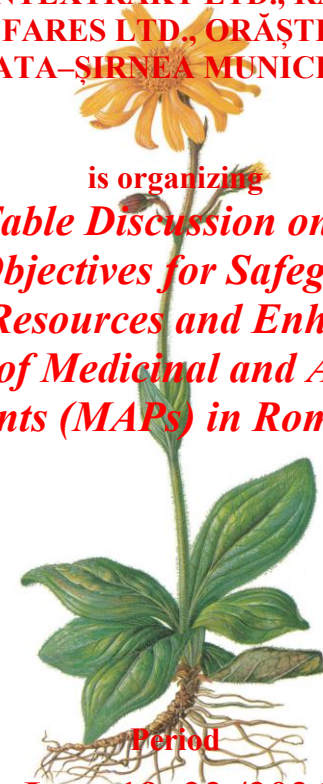 FARES LTD., ORĂȘTI
ATA–ȘIRNEA MUNICI
is organizing
Table Discussion on
Objectives for Safeg
Resources and Enh
of Medicinal and A
nts (MAPs) in Rom
Period